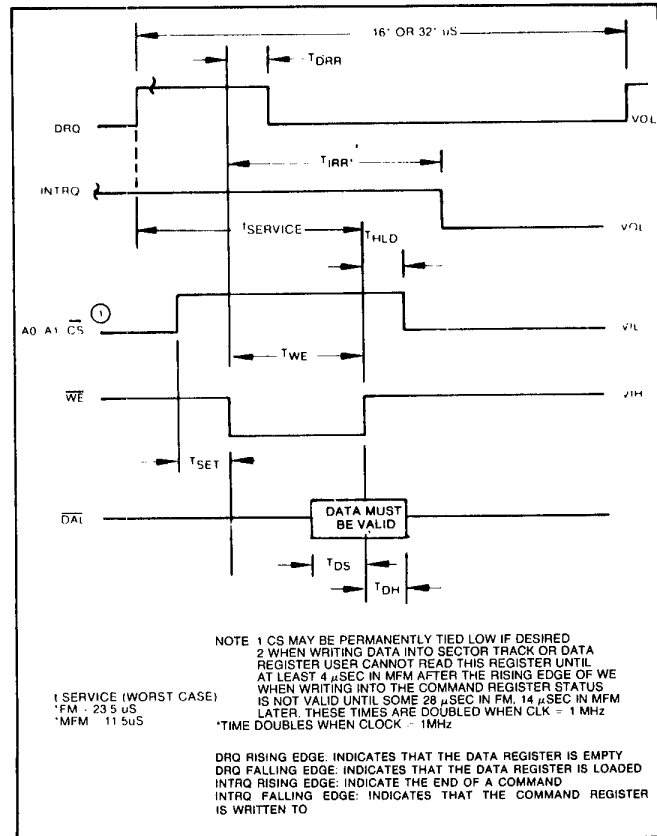 16* OR 32* uS
TDRR
DRQ
VOL
TIRR*
INTRQ
VOL
tSERVICE
THLD
1
A0 A1 CS
VIL
TWE
WE
VIH
TSET
DAL
DATA MUST
BE VALID
TDS
TDH
NOTE 1 CS MAY BE PERMANENTLY TIED LOW IF DESIRED
2 WHEN WRITING DATA INTO SECTOR TRACK OR DATA
REGISTER USER CANNOT READ THIS REGISTER UNTIL
AT LEAST 4 µSEC IN MFM AFTER THE RISING EDGE OF WE
WHEN WRITING INTO THE COMMAND REGISTER STATUS
IS NOT VALID UNTIL SOME 28 µSEC IN FM, 14 µSEC IN MFM
LATER. THESE TIMES ARE DOUBLED WHEN CLK = 1 MHz
*TIME DOUBLES WHEN CLOCK = 1MHz
t SERVICE (WORST CASE)
*FM - 23 5 uS
*MFM 11 5uS
DRQ RISING EDGE: INDICATES THAT THE DATA REGISTER IS EMPTY
DRQ FALLING EDGE: INDICATES THAT THE DATA REGISTER IS LOADED
INTRQ RISING EDGE: INDICATE THE END OF A COMMAND
INTRQ FALLING EDGE: INDICATES THAT THE COMMAND REGISTER
IS WRITTEN TO